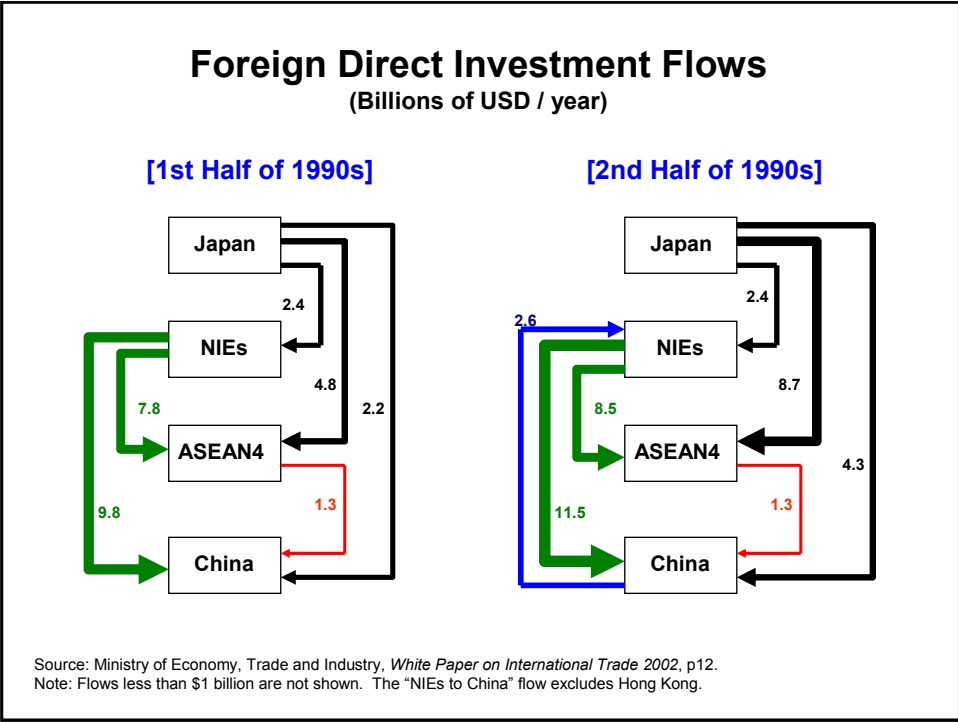 Foreign Direct Investment Flows
(Billions of USD / year)
[1st Half of 1990s]
Japan
2.4
NIEs
4.8
2.2
7.8
ASEAN4
9.8
1.3
China
[2nd Half of 1990s]
Japan
2.4
2.6
NIEs
8.7
8.5
ASEAN4
4.3
11.5
1.3
China
Source: Ministry of Economy, Trade and Industry, White Paper on International Trade 2002, p12.
Note: Flows less than $1 billion are not shown. The “NIEs to China” flow excludes Hong Kong.